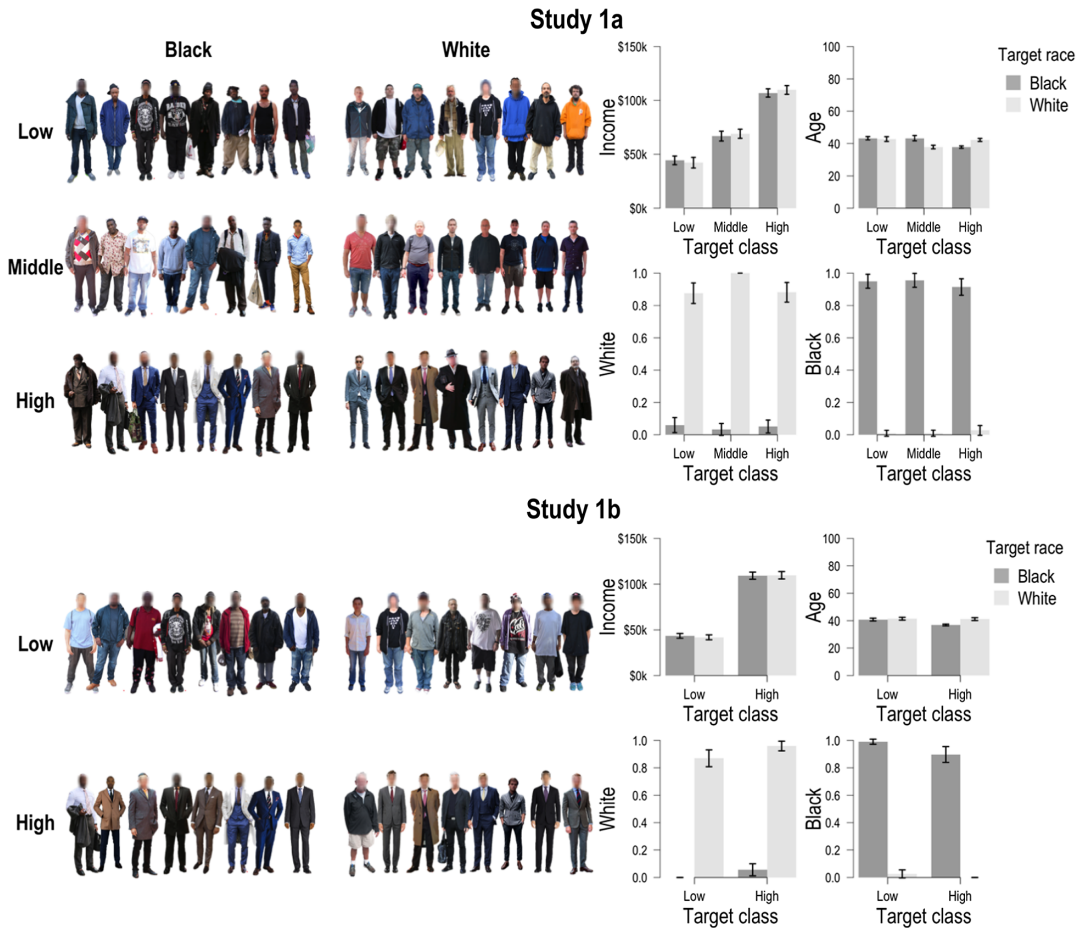 Study 1a
Black
White
Low
Middle
High
$150k
$100k
$50k
$0k
Income
Low
Middle
High
Target class
100
80
60
40
20
0
Age
Low
Middle
High
Target class
Target race
Black
White
1.0
0.8
0.6
0.4
0.2
0.0
White
Low
Middle
High
Target class
1.0
0.8
0.6
0.4
0.2
0.0
Black
Low
Middle
High
Target class
Study 1b
Low
High
$150k
$100k
$50k
$0k
Income
Low
High
Target class
100
80
60
40
20
0
Age
Low
High
Target class
Target race
Black
White
1.0
0.8
0.6
0.4
0.2
0.0
White
Low
High
Target class
1.0
0.8
0.6
0.4
0.2
0.0
Black
Low
High
Target class